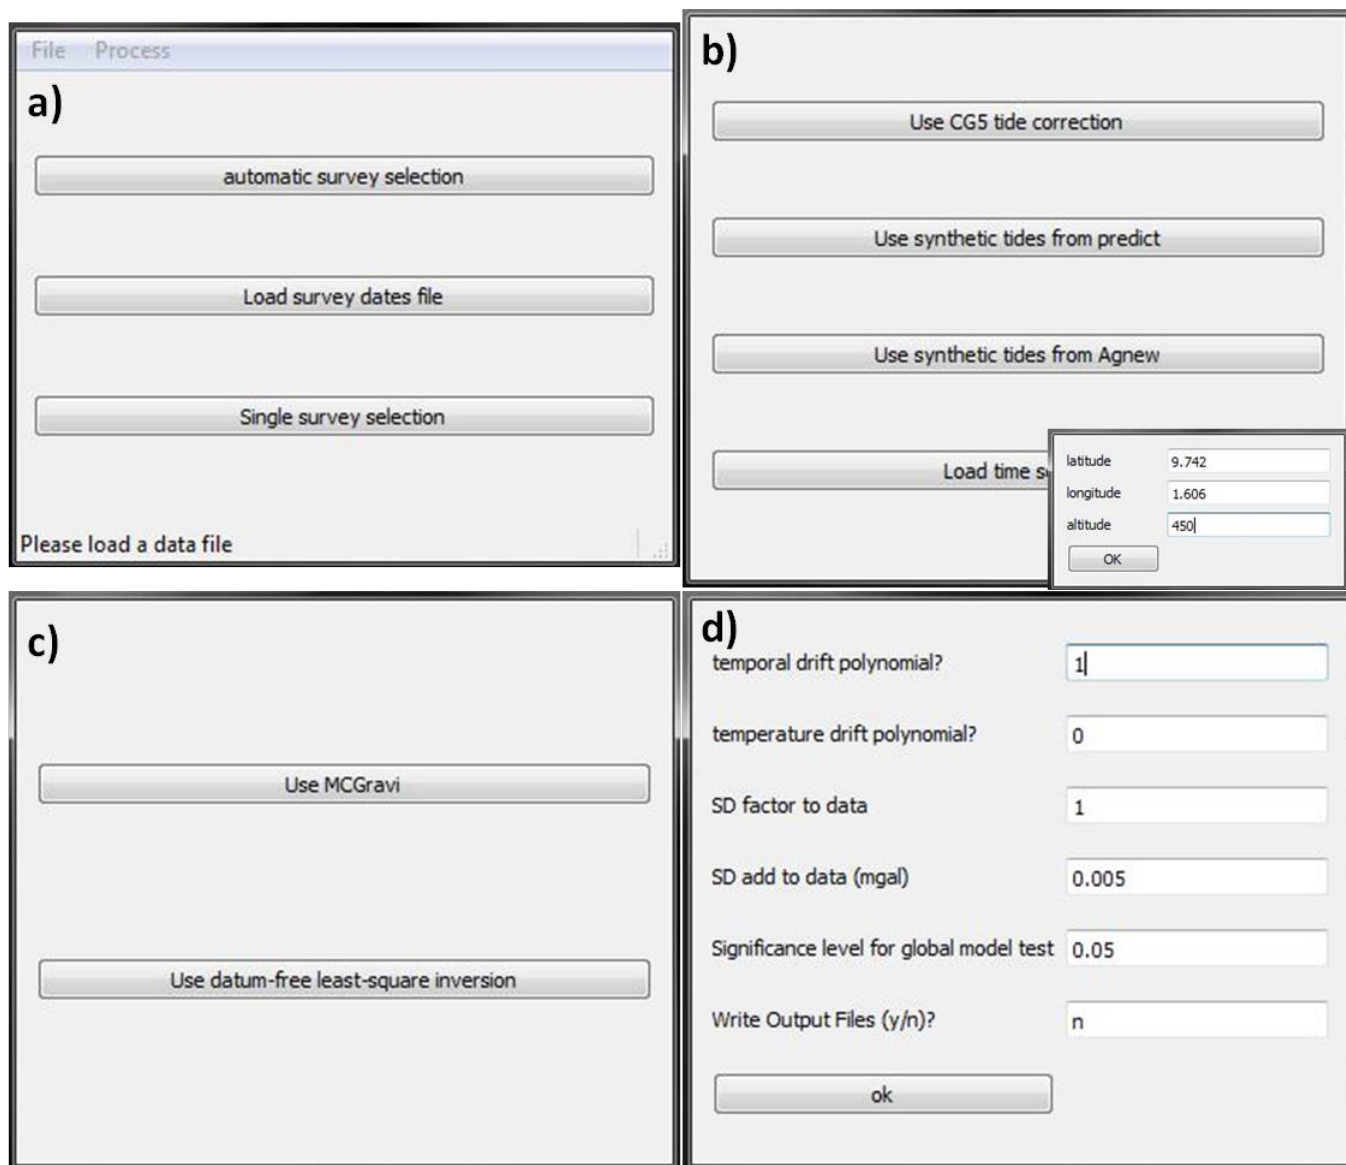 File Process
a)
automatic survey selection
Load survey dates file
Single survey selection
Please load a data file
b)
Use CG5 tide correction
Use synthetic tides from predict
Use synthetic tides from Agnew
Load time s
latitude 9.742
longitude 1.606
altitude 450
OK
c)
Use MCGravi
Use datum-free least-square inversion
d)
temporal drift polynomial? 1
temperature drift polynomial? 0
SD factor to data 1
SD add to data (mgal) 0.005
Significance level for global model test 0.05
Write Output Files (y/n)? n
ok